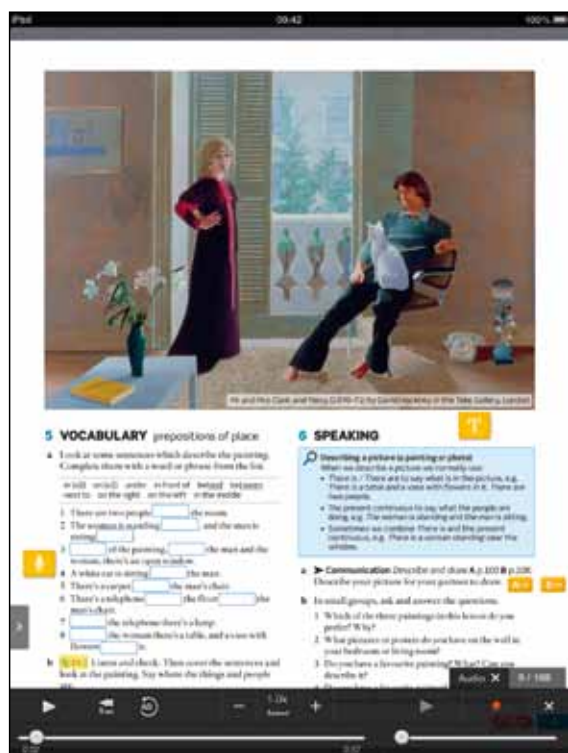 iPad
09:42
100%
Mr and Mrs Clark and Percy (1970–71) by David Hockney in the Tate Gallery, London
5 VOCABULARY prepositions of place
a Look at some sentences which describe the painting.
Complete them with a word or phrase from the list.
in (x3) on (x2) under in front of behind between
next to on the right on the left in the middle
1 There are two people the room.
2 The woman is standing , and the man is
sitting .
3 of the painting, the man and the
woman, there's an open window.
4 A white cat is sitting the man.
5 There's a carpet the man's chair.
6 There's a telephone the floor the
man's chair.
7 the telephone there's a lamp.
8 the woman there's a table, and a vase with
flowers it.
b Listen and check. Then cover the sentences and
look at the painting. Say where the things and people
are.
6 SPEAKING
T
Describing a picture (a painting or photo)
When we describe a picture we normally use:
• There is / There are to say what is in the picture, e.g.
There is a table and a vase with flowers in it. There are
two people.
• The present continuous to say what the people are
doing, e.g. The woman is standing and the man is sitting.
• Sometimes we combine There is and the present
continuous, e.g. There is a woman standing near the
window.
a Communication Describe and draw A p.100 B p.106
Describe your picture for your partner to draw.
b In small groups, ask and answer the questions.
1 Which of the three paintings in this lesson do you
prefer? Why?
2 What pictures or posters do you have on the wall in
your bedroom or living room?
3 Do you have a favourite painting? What? Can you
describe it?
Audio